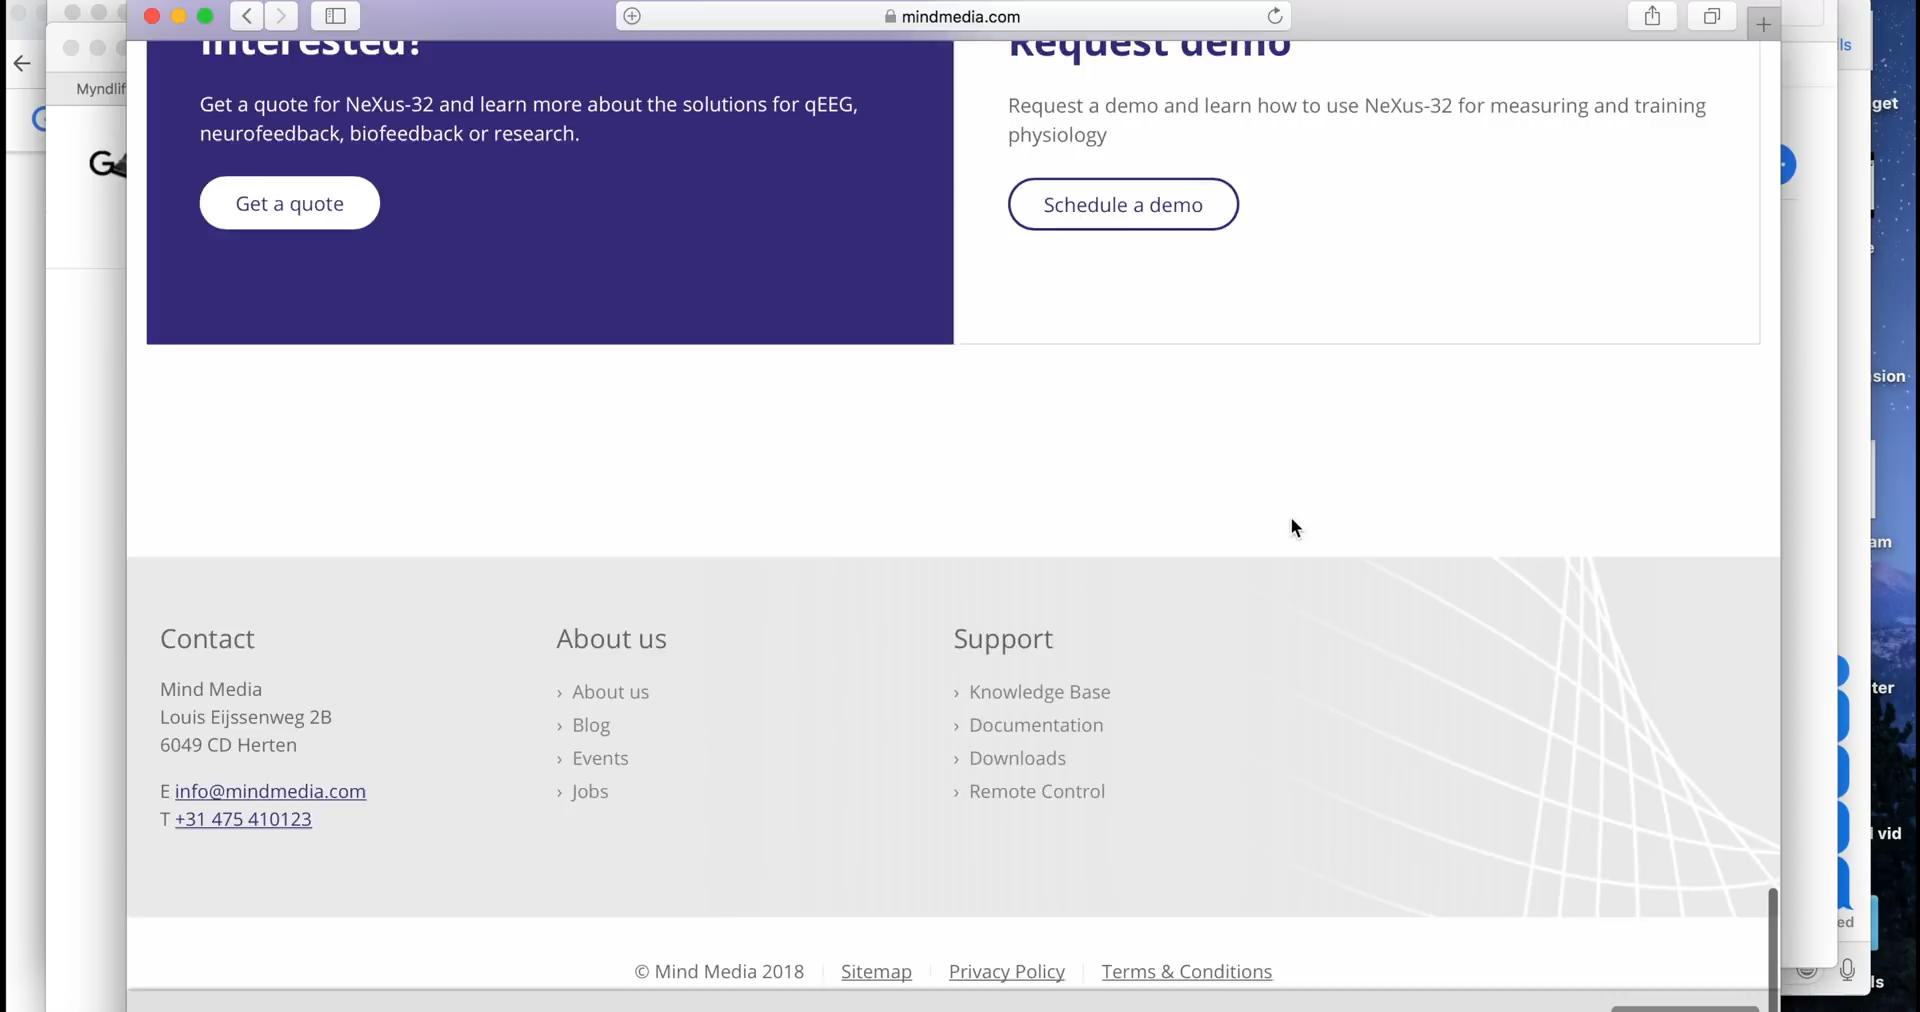 mindmedia.com
Myndlif
Interested?
Request demo
Get a quote for NeXus-32 and learn more about the solutions for qEEG,
neurofeedback, biofeedback or research.
Request a demo and learn how to use NeXus-32 for measuring and training
physiology
Get a quote
Schedule a demo
Contact
Mind Media
Louis Eijssenweg 2B
6049 CD Herten
E info@mindmedia.com
T +31 475 410123
About us
› About us
› Blog
› Events
› Jobs
Support
› Knowledge Base
› Documentation
› Downloads
› Remote Control
© Mind Media 2018
Sitemap
Privacy Policy
Terms & Conditions
ls
get
sion
am
ter
vid
ed
ls